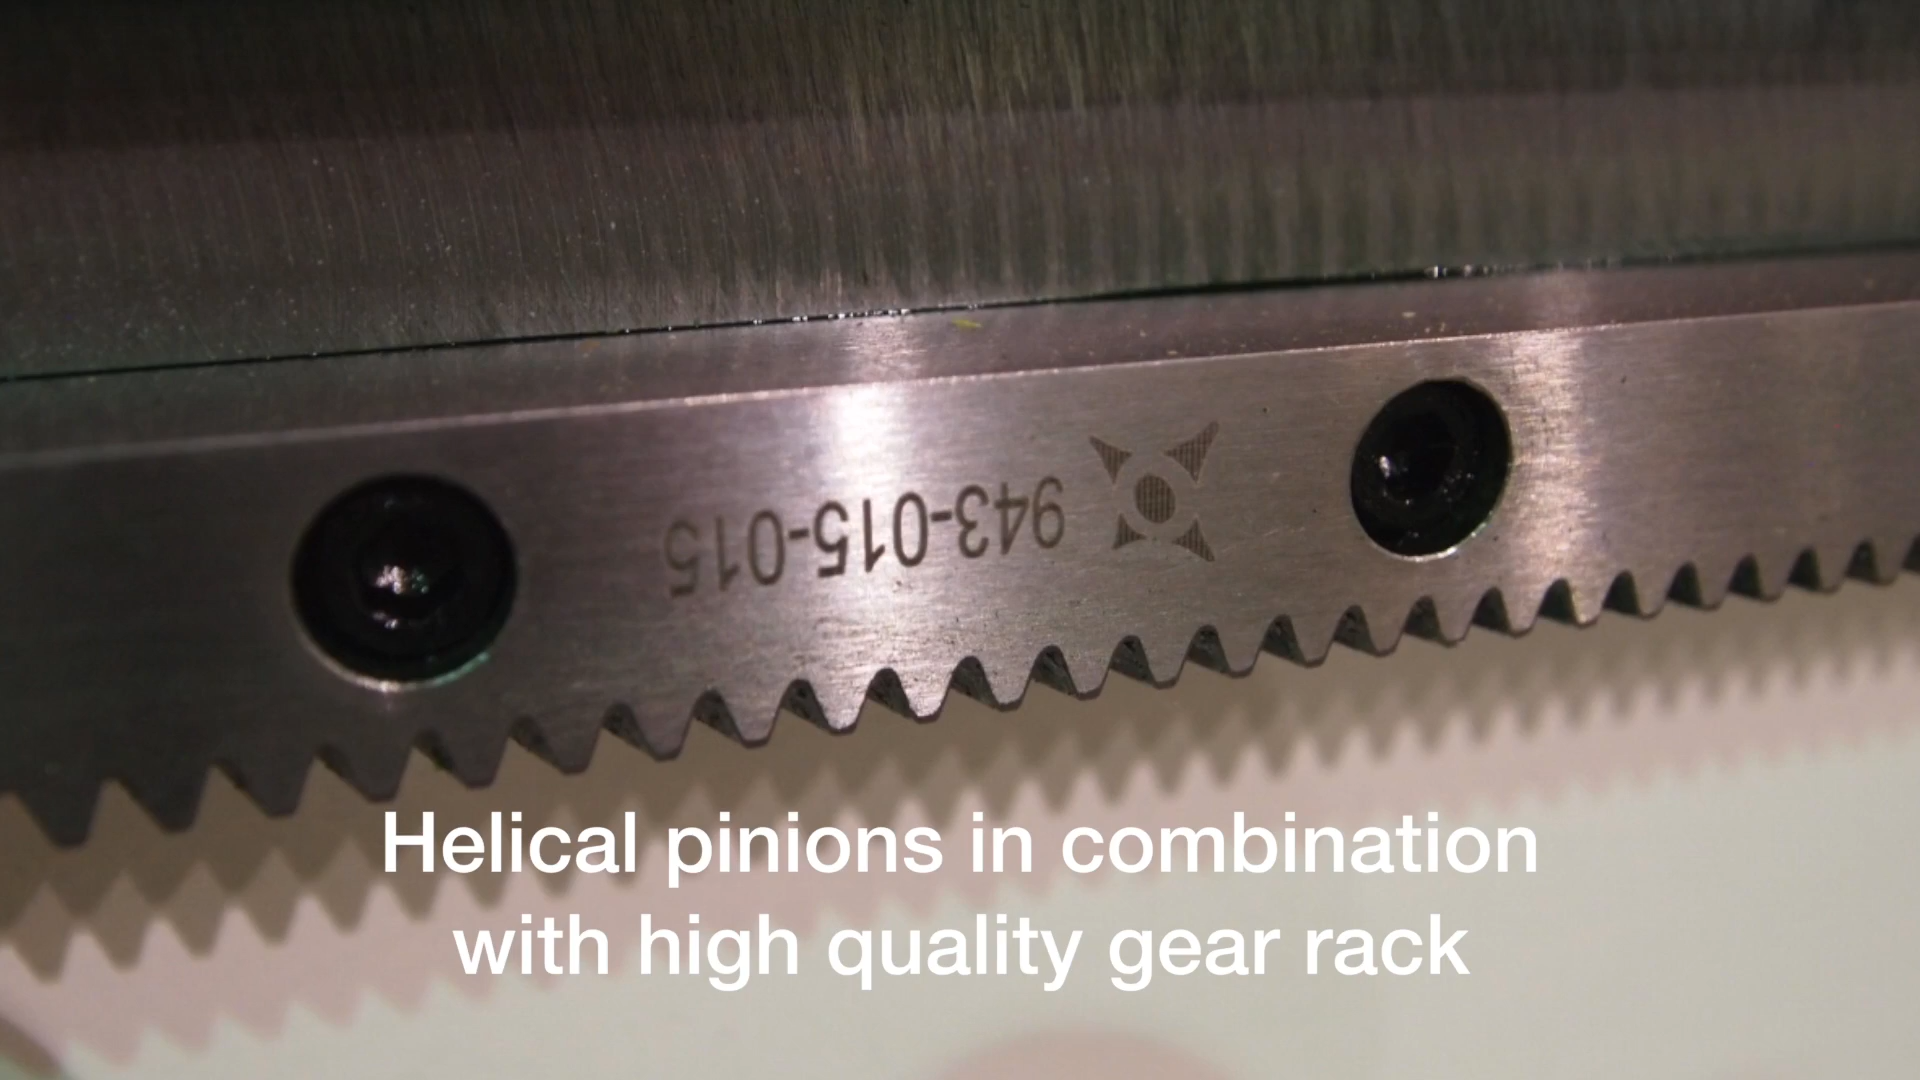 943-015-015
Helical pinions in combination
with high quality gear rack